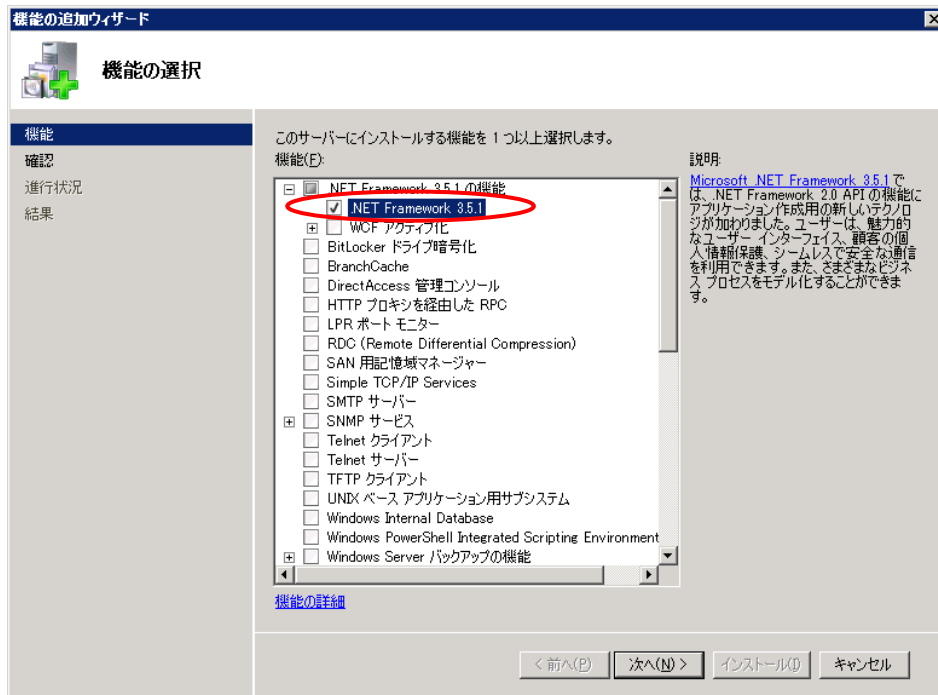 機能の追加ウィザード
機能の選択
機能
確認
進行状況
結果
このサーバーにインストールする機能を 1 つ以上選択します。
機能(F):
.NET Framework 3.5.1 の機能
.NET Framework 3.5.1
WCF アクティブ化
BitLocker ドライブ暗号化
BranchCache
DirectAccess 管理コンソール
HTTP プロキシを経由した RPC
LPR ポート モニター
RDC (Remote Differential Compression)
SAN 用記憶域マネージャー
Simple TCP/IP Services
SMTP サーバー
SNMP サービス
Telnet クライアント
Telnet サーバー
TFTP クライアント
UNIX ベース アプリケーション用サブシステム
Windows Internal Database
Windows PowerShell Integrated Scripting Environment
Windows Server バックアップの機能
機能の詳細
説明:
Microsoft .NET Framework 3.5.1 で
は、.NET Framework 2.0 API の機能に
アプリケーション作成用の新しいテクノロ
ジが加わりました。ユーザーは、魅力的
なユーザー インターフェイス、顧客の個
人情報保護、シームレスで安全な通信
を利用できます。また、さまざまなビジネ
ス プロセスをモデル化することができま
す。
< 前へ(P)
次へ(N) >
インストール(I)
キャンセル